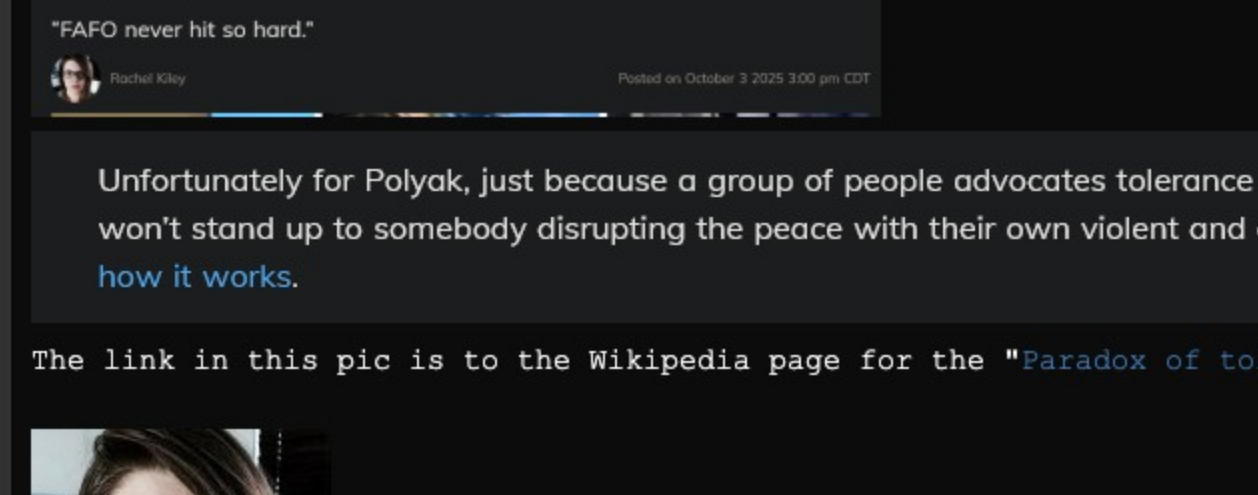 "FAFO never hit so hard."
Rachel Kiley
Posted on October 3 2025 3:00 pm CDT
Unfortunately for Polyak, just because a group of people advocates tolerance
won't stand up to somebody disrupting the peace with their own violent and
how it works.
The link in this pic is to the Wikipedia page for the "Paradox of to